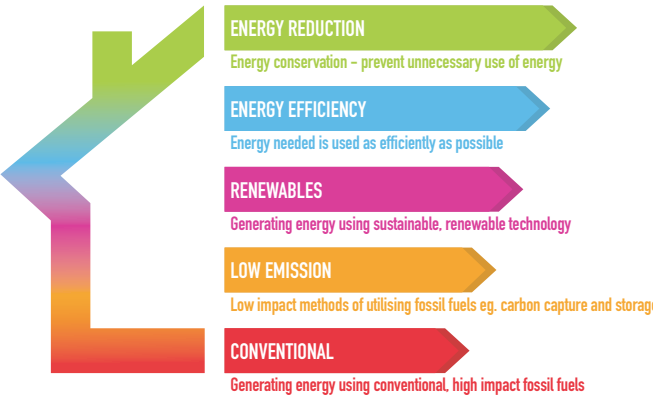 ENERGY REDUCTION
Energy conservation - prevent unnecessary use of energy
ENERGY EFFICIENCY
Energy needed is used as efficiently as possible
RENEWABLES
Generating energy using sustainable, renewable technology
LOW EMISSION
Low impact methods of utilising fossil fuels eg. carbon capture and storage
CONVENTIONAL
Generating energy using conventional, high impact fossil fuels